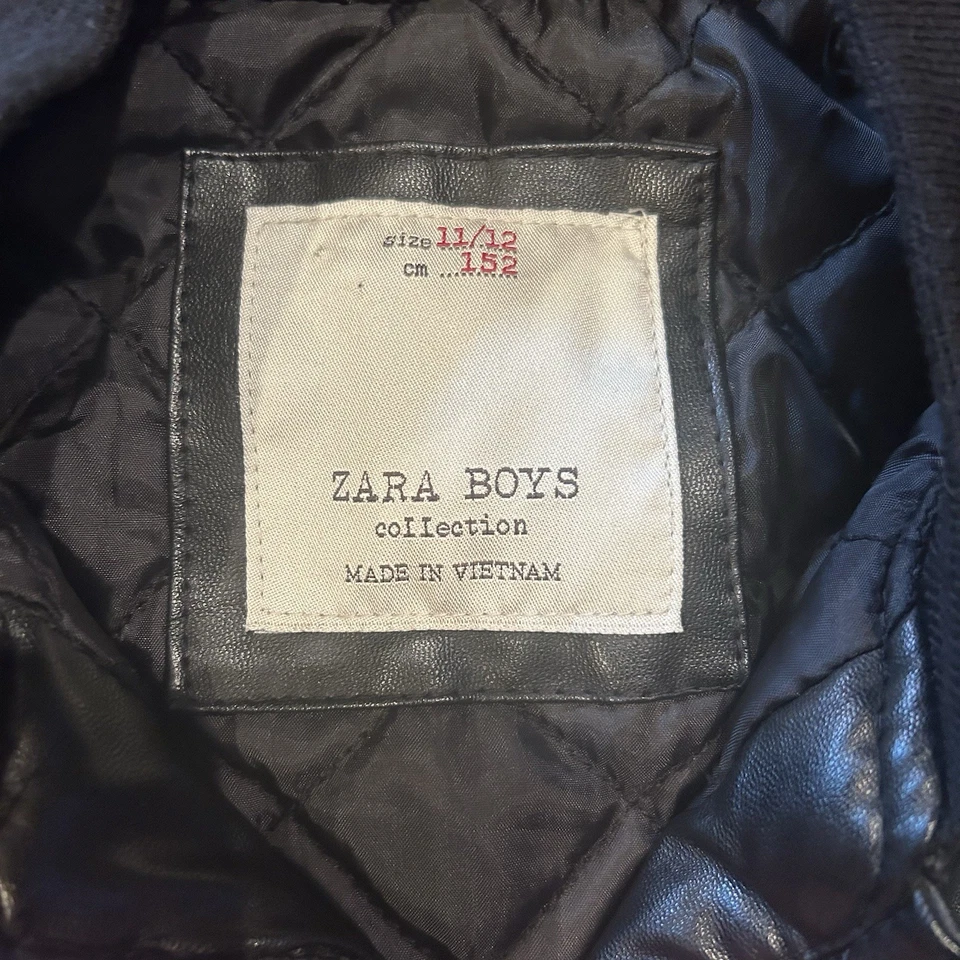 size 11/12
cm ...152
ZARA BOYS
collection
MADE IN VIETNAM